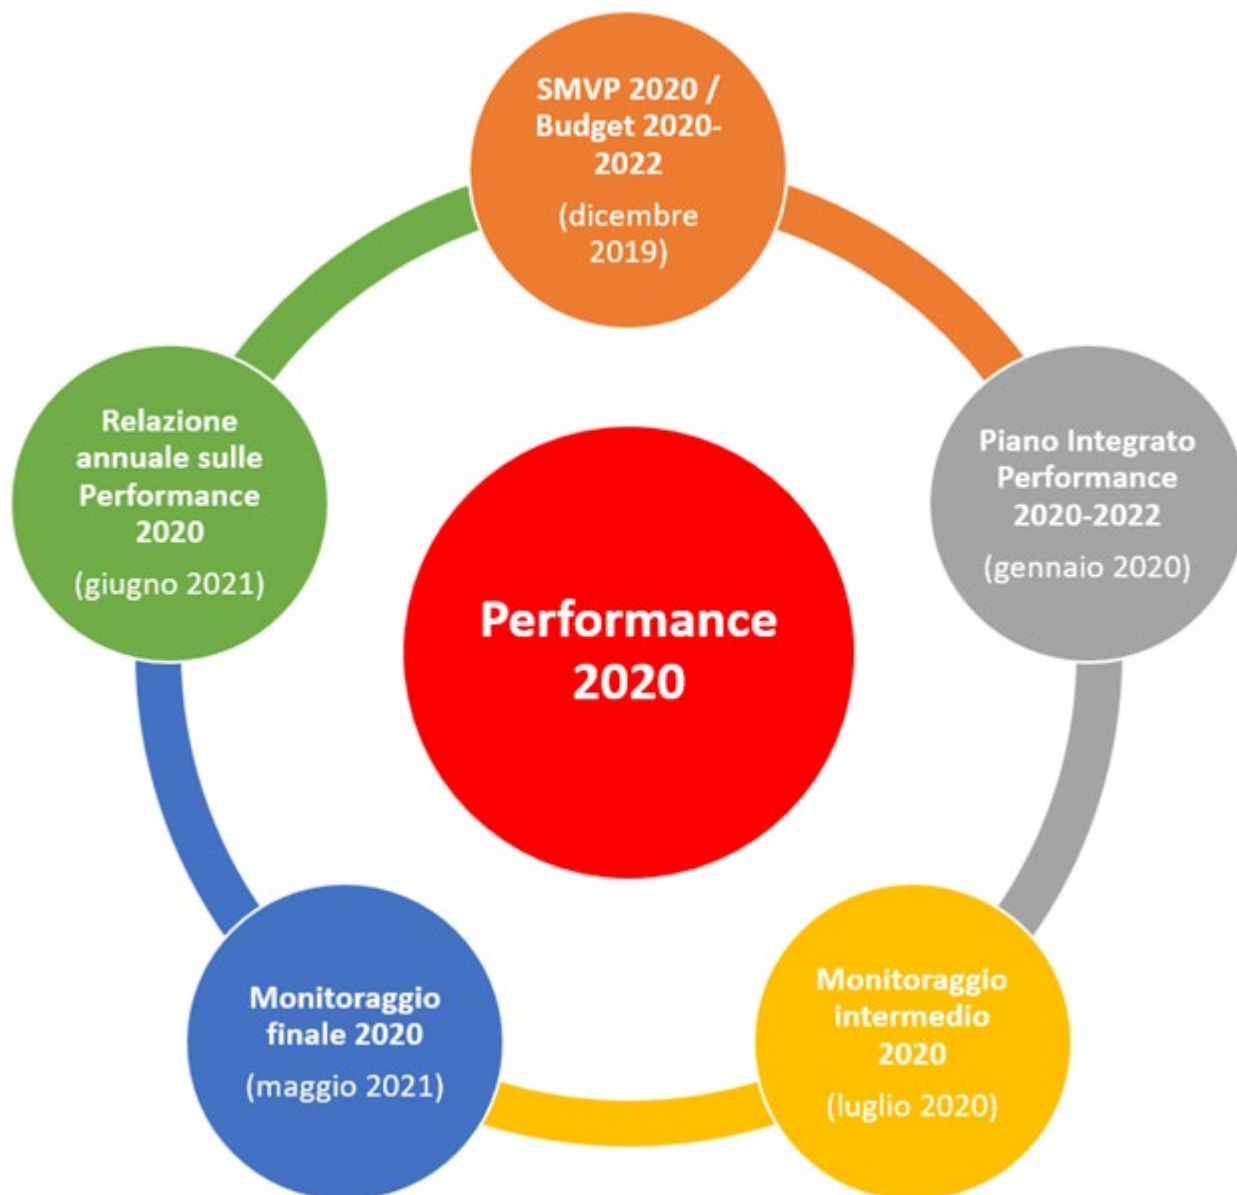 SMVP 2020 /
Budget 2020-
2022
(dicembre
2019)
Piano Integrato
Performance
2020-2022
(gennaio 2020)
Monitoraggio
intermedio
2020
(luglio 2020)
Monitoraggio
finale 2020
(maggio 2021)
Relazione
annuale sulle
Performance
2020
(giugno 2021)
Performance
2020